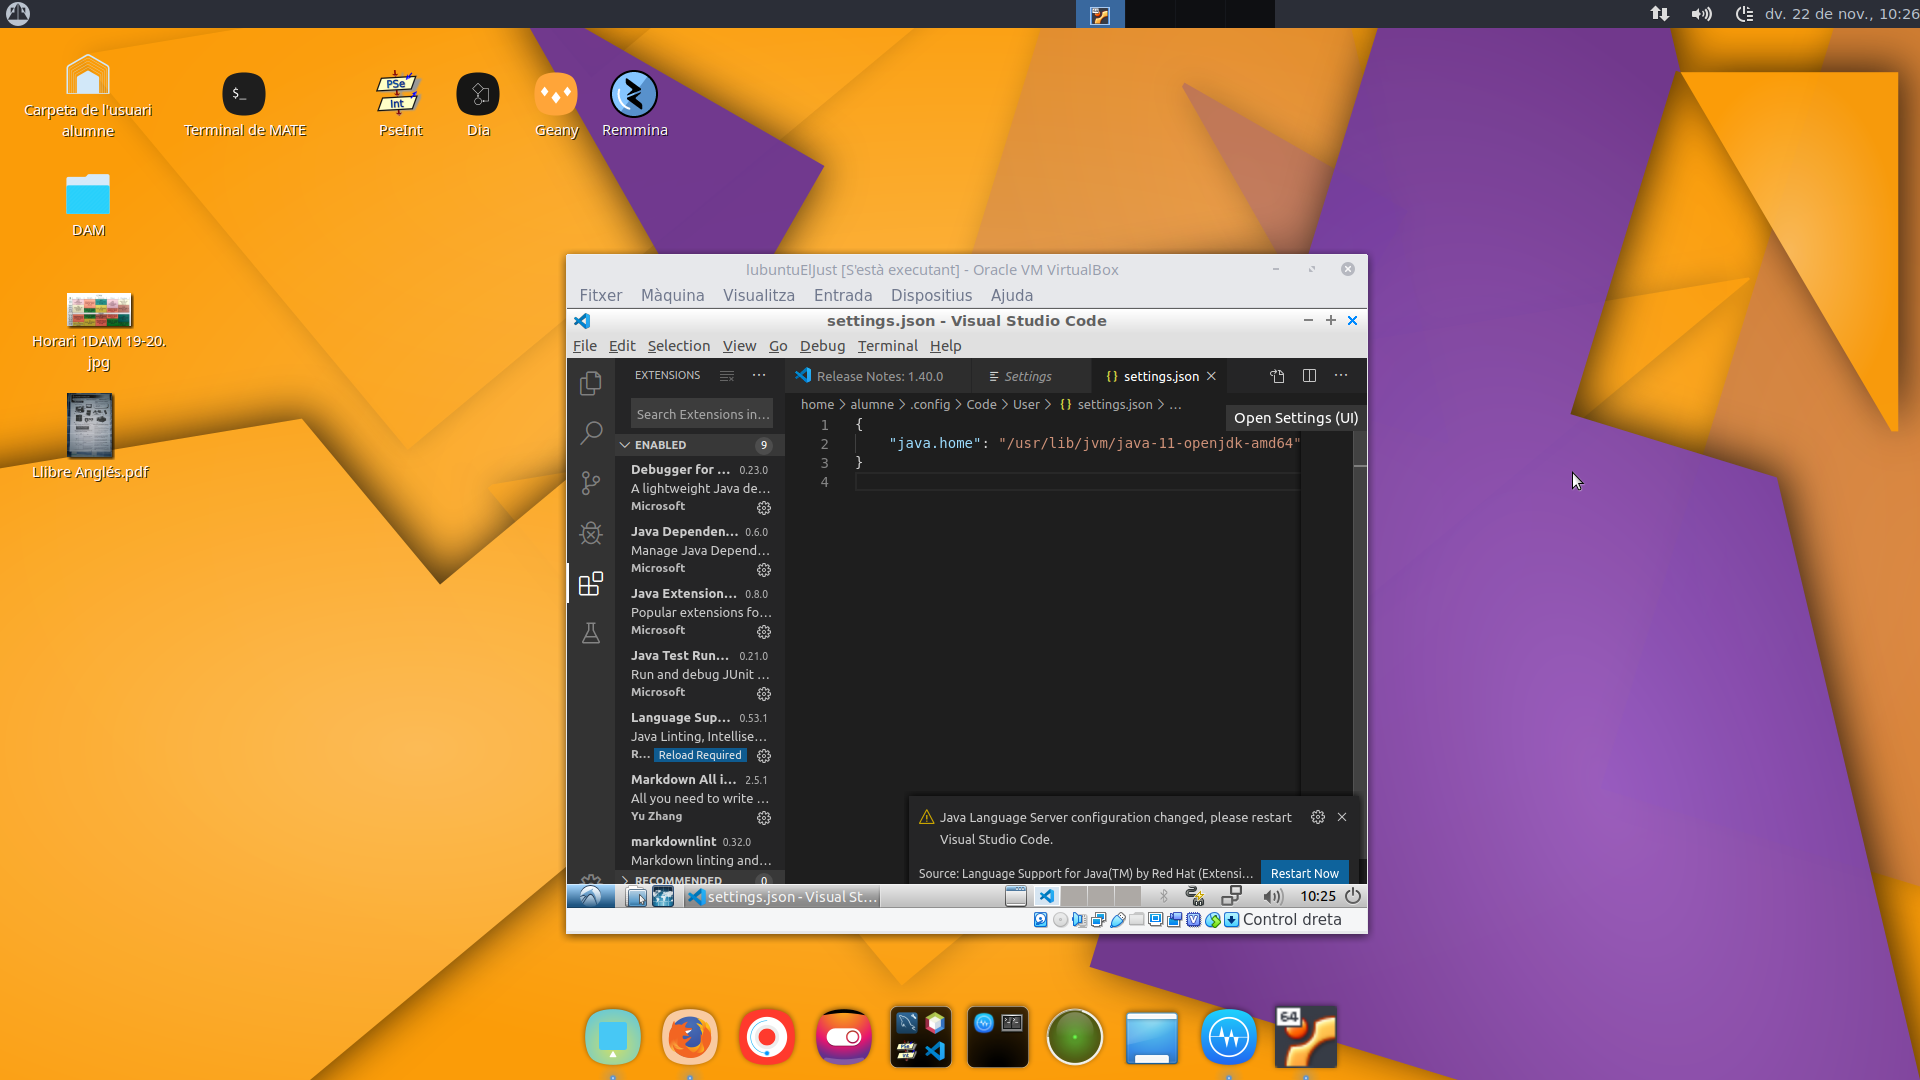 dv. 22 de nov., 10:26
Carpeta de l'usuari
alumne
$_
Terminal de MATE
PSe
Int
PseInt
Dia
Geany
Remmina
DAM
Horari 1DAM 19-20.
jpg
Llibre Anglés.pdf
lubuntuElJust [S'està executant] - Oracle VM VirtualBox
Fitxer Màquina Visualitza Entrada Dispositius Ajuda
settings.json - Visual Studio Code
File Edit Selection View Go Debug Terminal Help
EXTENSIONS
Release Notes: 1.40.0
Settings
{} settings.json
Search Extensions in...
home > alumne > .config > Code > User > {} settings.json > ...
Open Settings (UI)
1 {
2 "java.home": "/usr/lib/jvm/java-11-openjdk-amd64"
3 }
4
ENABLED 9
Debugger for ... 0.23.0
A lightweight Java de...
Microsoft
Java Dependen... 0.6.0
Manage Java Depend...
Microsoft
Java Extension... 0.8.0
Popular extensions fo...
Microsoft
Java Test Run... 0.21.0
Run and debug JUnit ...
Microsoft
Language Sup... 0.53.1
Java Linting, Intellise...
R... Reload Required
Markdown All i... 2.5.1
All you need to write ...
Yu Zhang
markdownlint 0.32.0
Markdown linting and...
RECOMMENDED 0
Java Language Server configuration changed, please restart
Visual Studio Code.
Source: Language Support for Java(TM) by Red Hat (Extensi...
Restart Now
settings.json - Visual St...
10:25
Control dreta
64